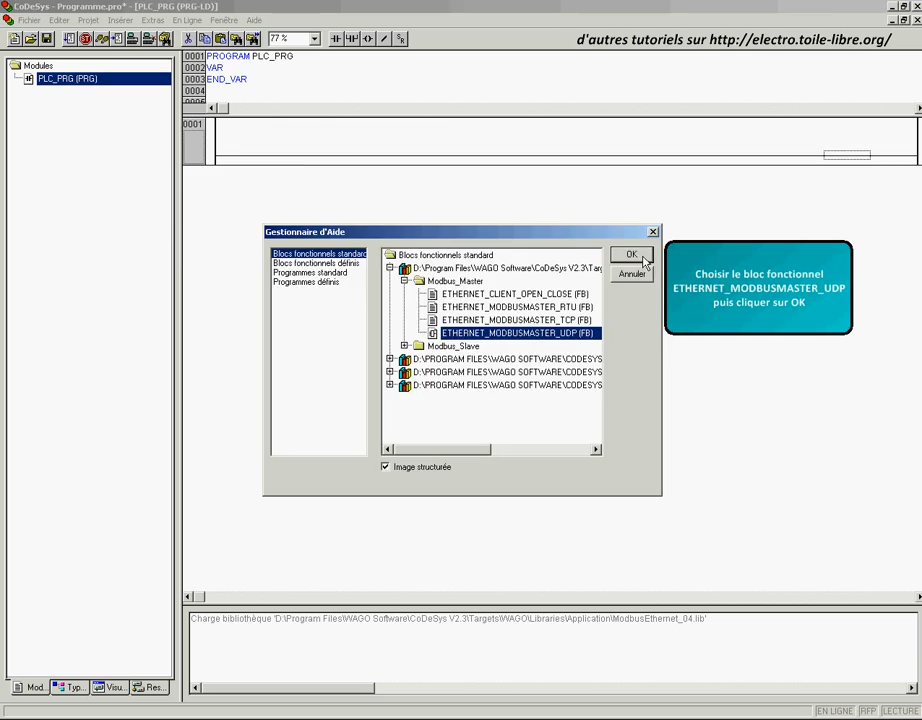 CoDeSys - Programme.pro* - [PLC_PRG (PRG-LD)]
Fichier Editer Projet Insérer Extras En Ligne Fenêtre Aide
77 %
d'autres tutoriels sur http://electro.toile-libre.org/
Modules
PLC_PRG (PRG)
0001 PROGRAM PLC_PRG
0002 VAR
0003 END_VAR
0004
0005
0001
Gestionnaire d'Aide
Blocs fonctionnels standard
Blocs fonctionnels définis
Programmes standard
Programmes définis
Blocs fonctionnels standard
D:\Program Files\WAGO Software\CoDeSys V2.3\Targ
Modbus_Master
ETHERNET_CLIENT_OPEN_CLOSE (FB)
ETHERNET_MODBUSMASTER_RTU (FB)
ETHERNET_MODBUSMASTER_TCP (FB)
ETHERNET_MODBUSMASTER_UDP (FB)
Modbus_Slave
D:\PROGRAM FILES\WAGO SOFTWARE\CODESYS
D:\PROGRAM FILES\WAGO SOFTWARE\CODESYS
D:\PROGRAM FILES\WAGO SOFTWARE\CODESYS
OK
Annuler
Image structurée
Choisir le bloc fonctionnel
ETHERNET_MODBUSMASTER_UDP
puis cliquer sur OK
Charge bibliothèque 'D:\Program Files\WAGO Software\CoDeSys V2.3\Targets\WAGO\Libraries\Application\ModbusEthernet_04.lib'
Mod... Typ... Visu... Res...
EN LIGNE RFP LECTURE